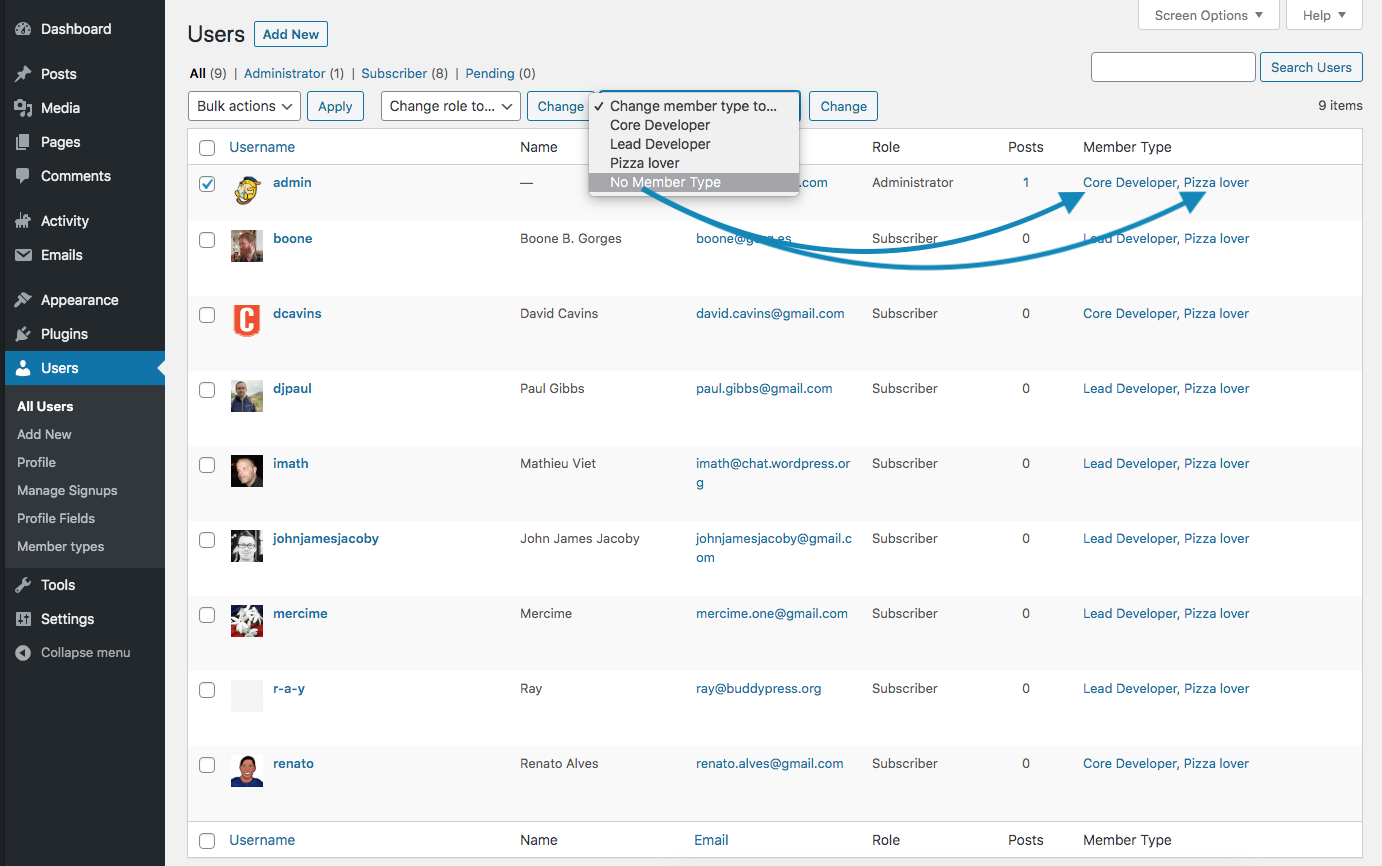 Dashboard
Posts
Media
Pages
Comments
Activity
Emails
Appearance
Plugins
Users
All Users
Add New
Profile
Manage Signups
Profile Fields
Member types
Tools
Settings
Collapse menu
Screen Options
Help
Users
Add New
All (9) | Administrator (1) | Subscriber (8) | Pending (0)
Search Users
Bulk actions
Apply
Change role to...
Change
Change member type to...
Core Developer
Lead Developer
Pizza lover
No Member Type
Change
9 items
Username Name Role Posts Member Type
admin — .com Administrator 1 Core Developer, Pizza lover
boone Boone B. Gorges Subscriber 0 Lead Developer, Pizza lover
dcavins David Cavins david.cavins@gmail.com Subscriber 0 Core Developer, Pizza lover
djpaul Paul Gibbs paul.gibbs@gmail.com Subscriber 0 Lead Developer, Pizza lover
imath Mathieu Viet imath@chat.wordpress.or Subscriber 0 Lead Developer, Pizza lover
g
johnjamesjacoby John James Jacoby johnjamesjacoby@gmail.c Subscriber 0 Lead Developer, Pizza lover
om
mercime Mercime mercime.one@gmail.com Subscriber 0 Lead Developer, Pizza lover
r-a-y Ray ray@buddypress.org Subscriber 0 Lead Developer, Pizza lover
renato Renato Alves renato.alves@gmail.com Subscriber 0 Core Developer, Pizza lover
Username Name Email Role Posts Member Type